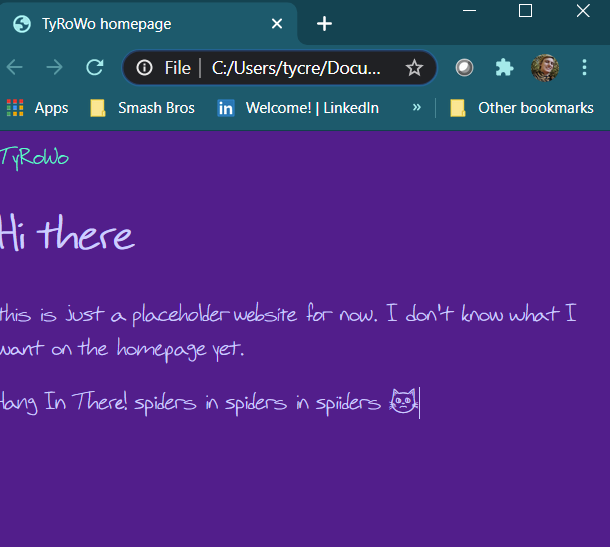 TyRoWo homepage
File | C:/Users/tycre/Docu...
Apps Smash Bros Welcome! | LinkedIn » Other bookmarks
TyRoWo
Hi there
this is just a placeholder website for now. I don't know what I
want on the homepage yet.
Hang In There! spiders in spiders in spiiders 😿